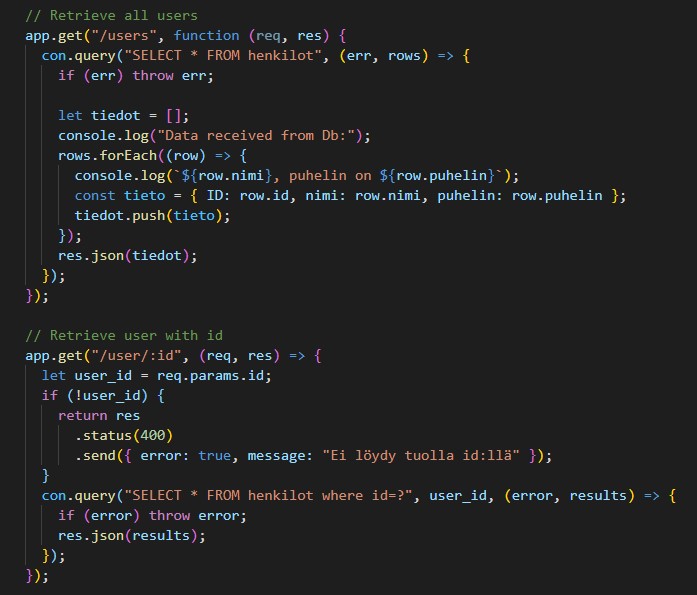 // Retrieve all users
app.get("/users", function (req, res) {
  con.query("SELECT * FROM henkilot", (err, rows) => {
    if (err) throw err;

    let tiedot = [];
    console.log("Data received from Db:");
    rows.forEach((row) => {
      console.log(`${row.nimi}, puhelin on ${row.puhelin}`);
      const tieto = { ID: row.id, nimi: row.nimi, puhelin: row.puhelin };
      tiedot.push(tieto);
    });
    res.json(tiedot);
  });
});

// Retrieve user with id
app.get("/user/:id", (req, res) => {
  let user_id = req.params.id;
  if (!user_id) {
    return res
      .status(400)
      .send({ error: true, message: "Ei löydy tuolla id:llä" });
  }
  con.query("SELECT * FROM henkilot where id=?", user_id, (error, results) => {
    if (error) throw error;
    res.json(results);
  });
});